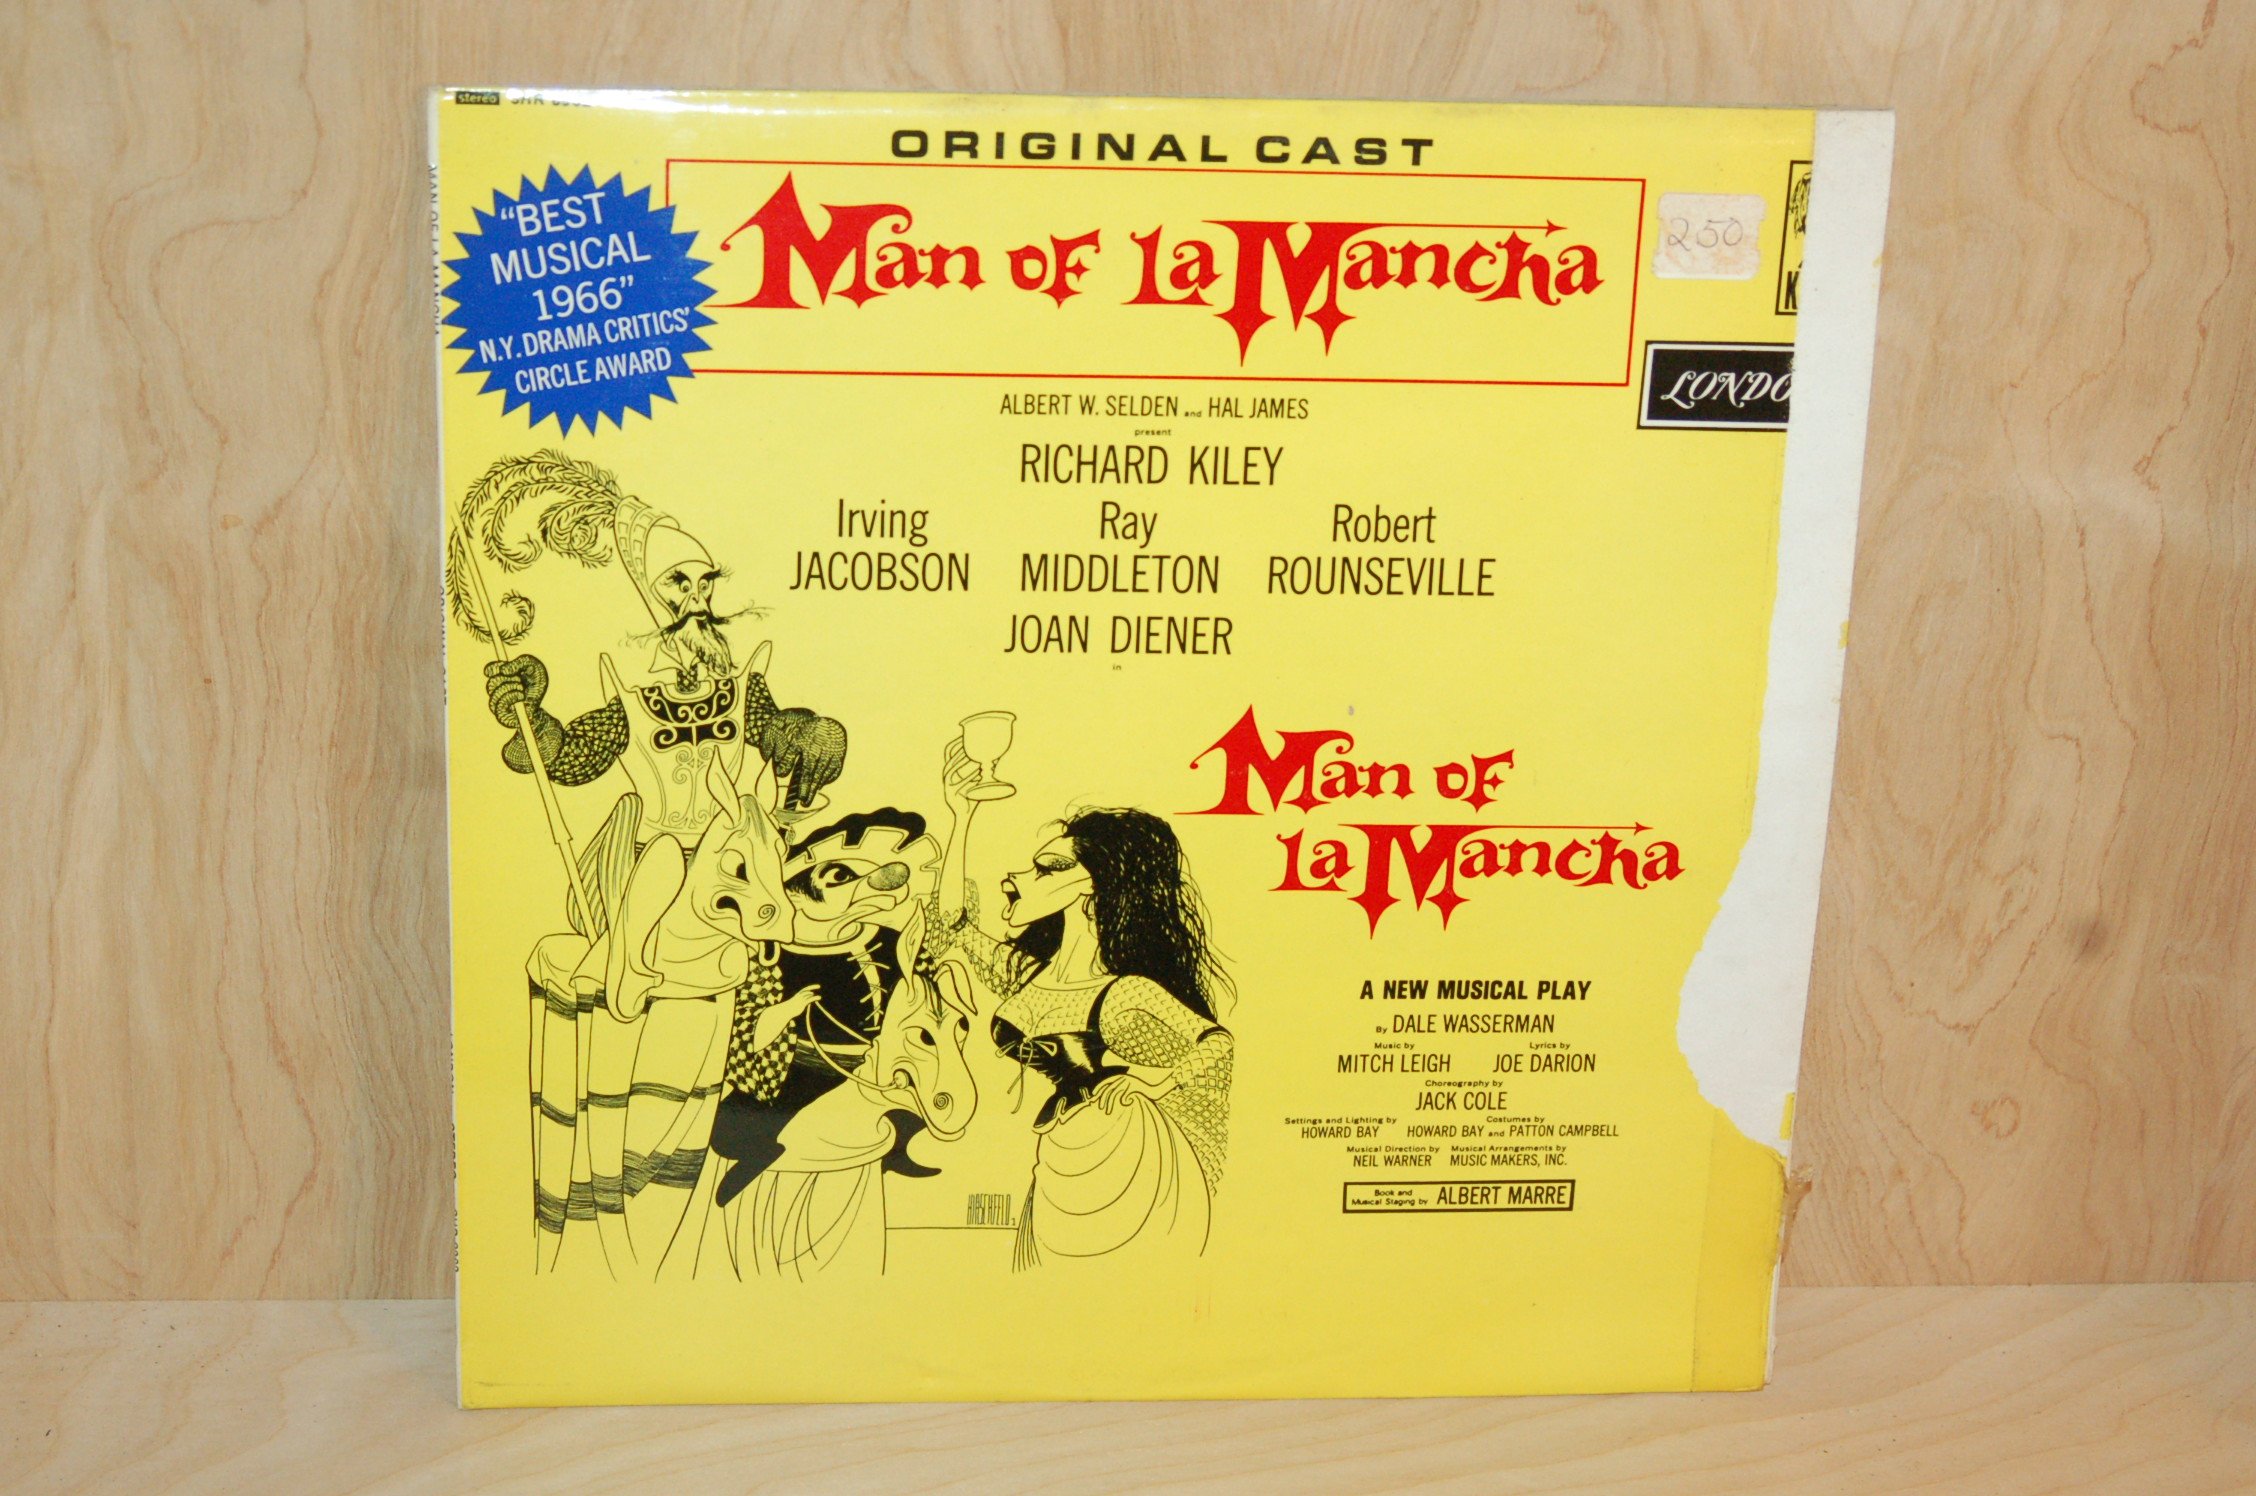 stereo
ORIGINAL CAST
"BEST
MUSICAL
1966"
N.Y. DRAMA CRITICS'
CIRCLE AWARD
Man of La Mancha
250
K
LONDO
ALBERT W. SELDEN and HAL JAMES
present
RICHARD KILEY
Irving
JACOBSON
Ray
MIDDLETON
Robert
ROUNSEVILLE
JOAN DIENER
in
Man of
La Mancha
A NEW MUSICAL PLAY
By DALE WASSERMAN
Music by
MITCH LEIGH
Lyrics by
JOE DARION
Choreography by
JACK COLE
Settings and Lighting by
HOWARD BAY
Costumes by
HOWARD BAY and PATTON CAMPBELL
Musical Direction by
NEIL WARNER
Musical Arrangements by
MUSIC MAKERS, INC.
Book and
Musical Staging by ALBERT MARRE
HIRSCHFELD
MAN OF LA MANCHA